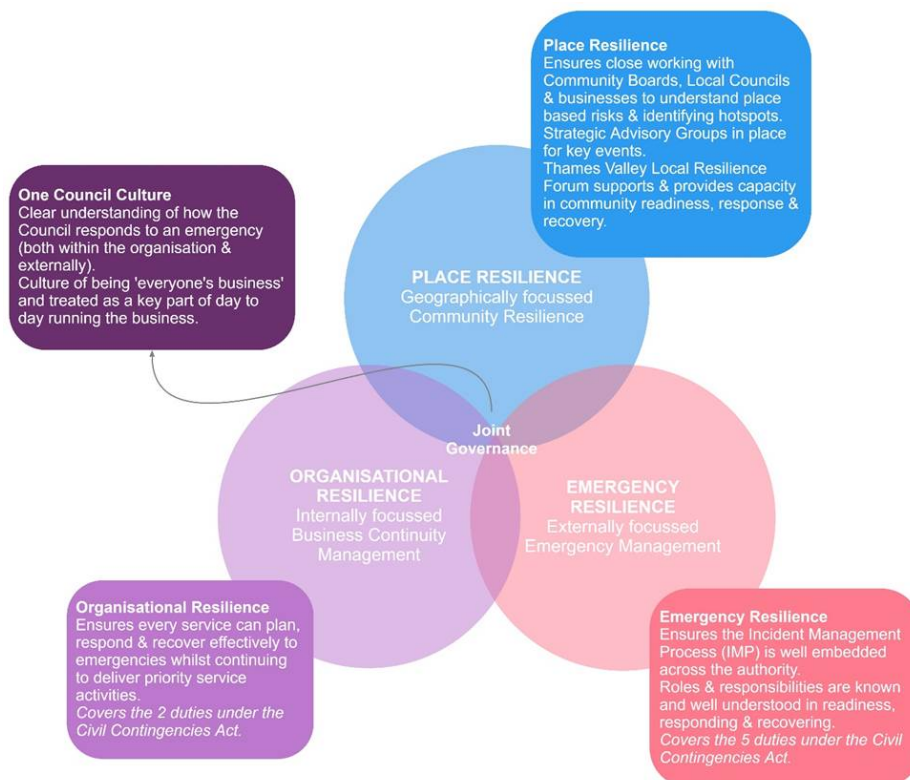 Place Resilience
Ensures close working with
Community Boards, Local Councils
& businesses to understand place
based risks & identifying hotspots.
Strategic Advisory Groups in place
for key events.
Thames Valley Local Resilience
Forum supports & provides capacity
in community readiness, response &
recovery.
One Council Culture
Clear understanding of how the
Council responds to an emergency
(both within the organisation &
externally).
Culture of being 'everyone's business'
and treated as a key part of day to
day running the business.
PLACE RESILIENCE
Geographically focussed
Community Resilience
Joint
Governance
ORGANISATIONAL
RESILIENCE
Internally focussed
Business Continuity
Management
EMERGENCY
RESILIENCE
Externally focussed
Emergency Management
Organisational Resilience
Ensures every service can plan,
respond & recover effectively to
emergencies whilst continuing
to deliver priority service
activities.
Covers the 2 duties under the
Civil Contingencies Act.
Emergency Resilience
Ensures the Incident Management
Process (IMP) is well embedded
across the authority.
Roles & responsibilities are known
and well understood in readiness,
responding & recovering.
Covers the 5 duties under the Civil
Contingencies Act.